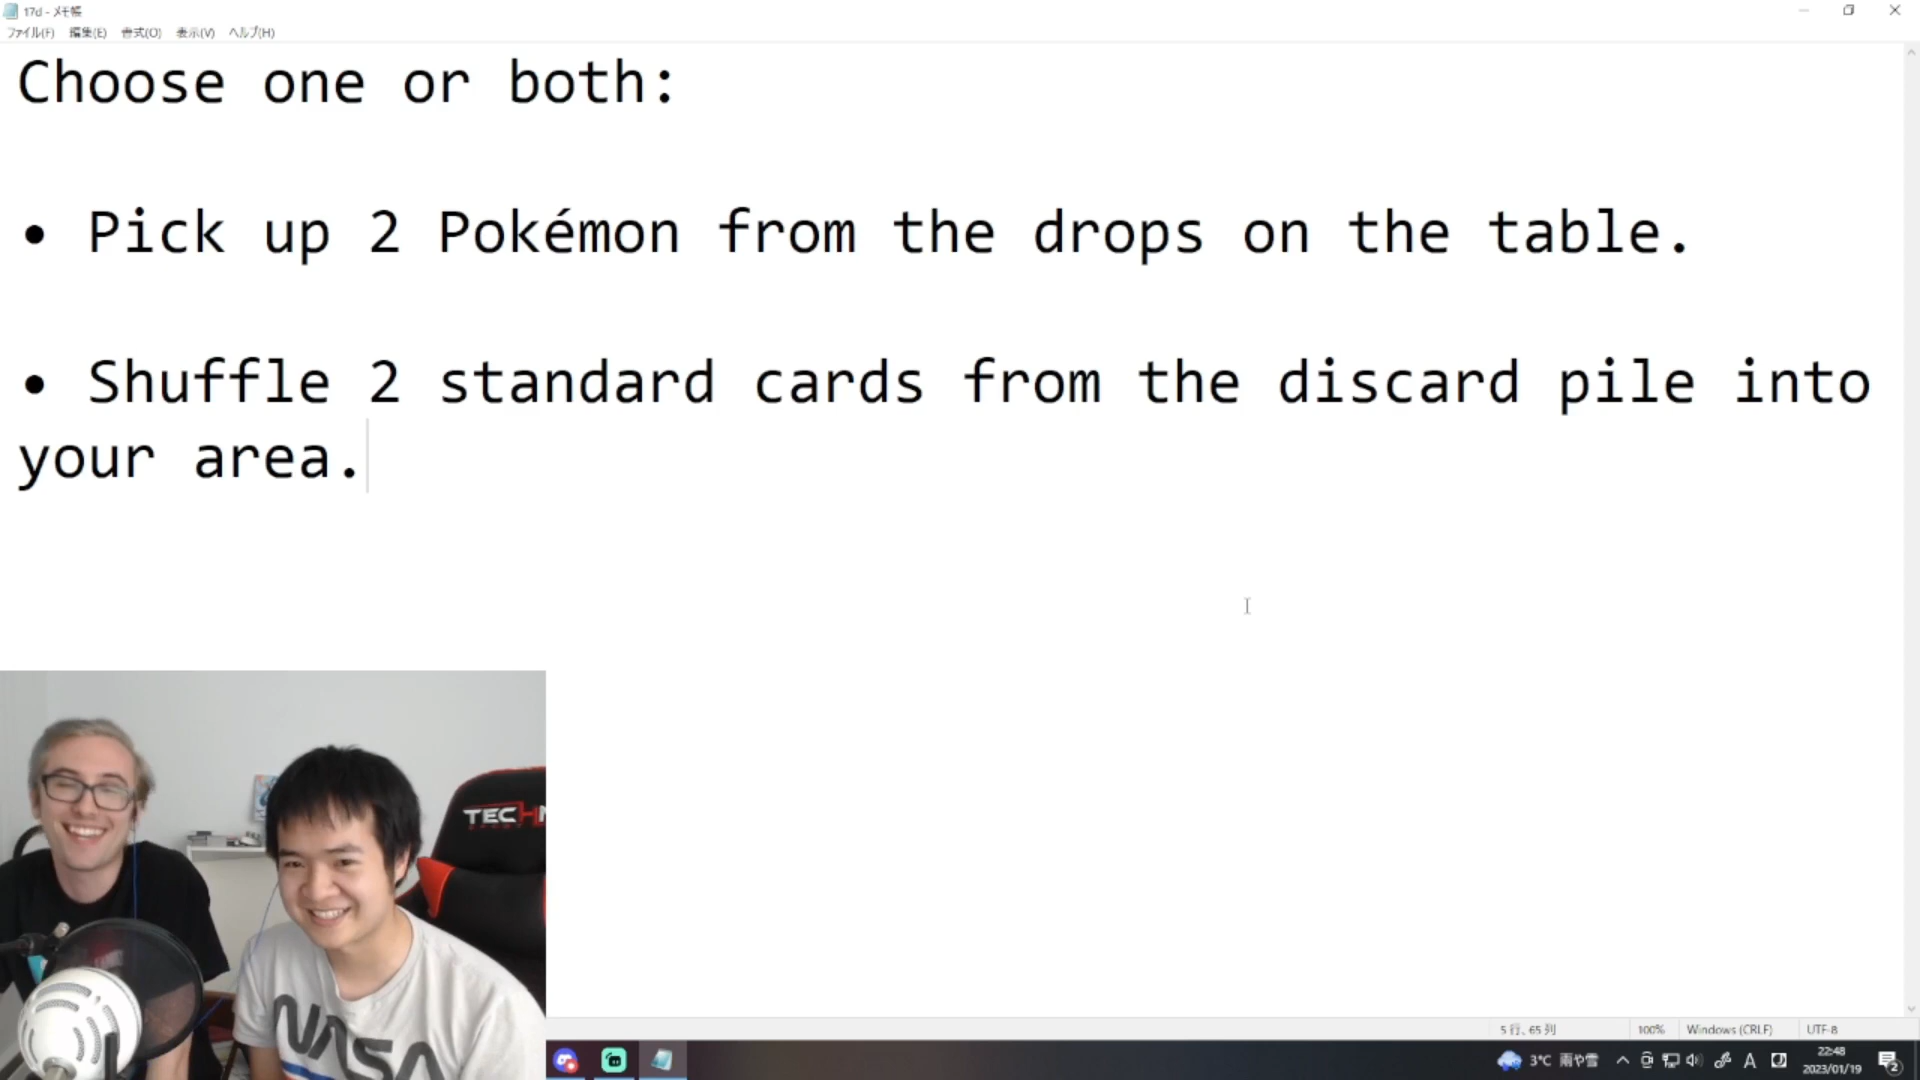 17d - メモ帳
ファイル(F) 編集(E) 書式(O) 表示(V) ヘルプ(H)
Choose one or both:
• Pick up 2 Pokémon from the drops on the table.
• Shuffle 2 standard cards from the discard pile into
your area.
TECH
NASA
5 行、65 列 100% Windows (CRLF) UTF-8
3°C 雨や雪 A 22:48
2023/01/19
2